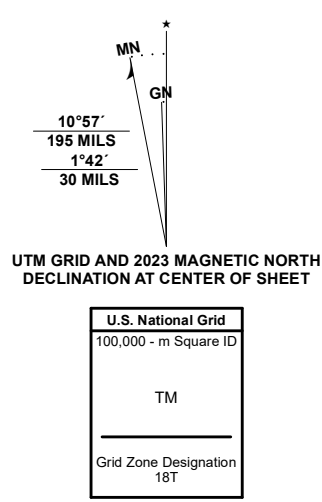 MN
GN
10°57´
195 MILS
1°42´
30 MILS
UTM GRID AND 2023 MAGNETIC NORTH
DECLINATION AT CENTER OF SHEET
U.S. National Grid
100,000 - m Square ID
TM
Grid Zone Designation
18T